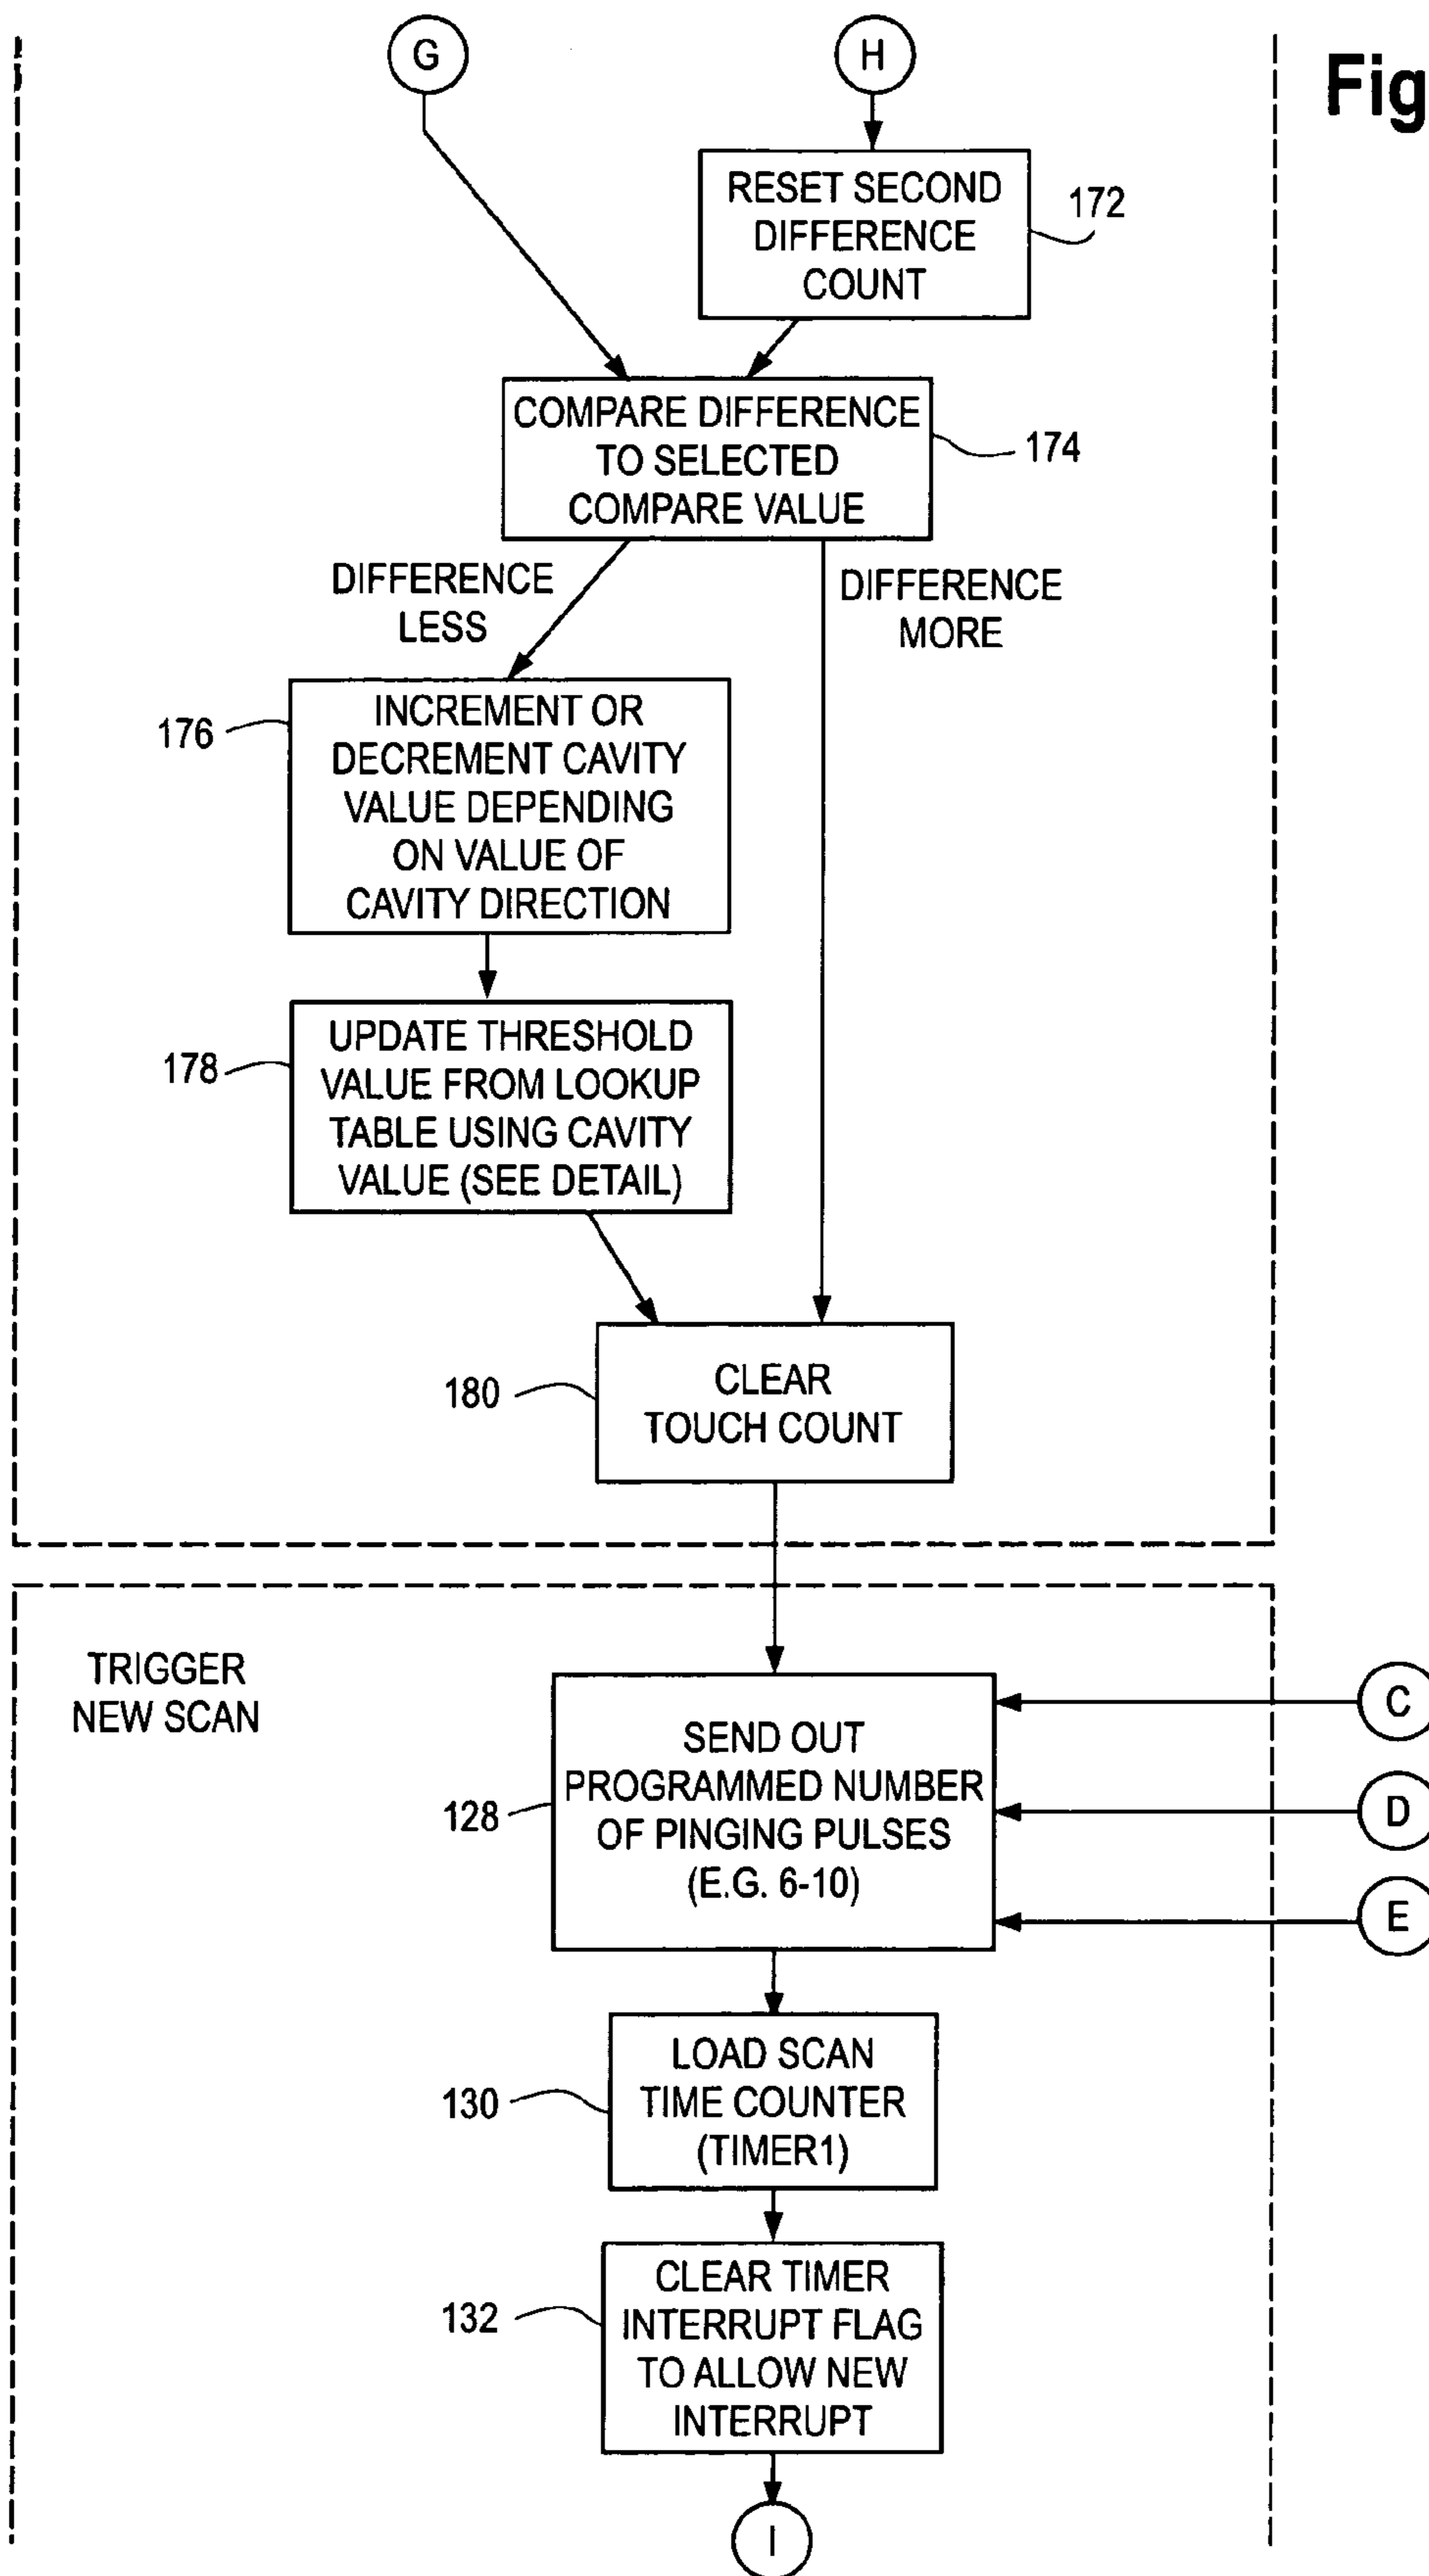 G
H
Fig
RESET SECOND
DIFFERENCE
COUNT
172
COMPARE DIFFERENCE
TO SELECTED
COMPARE VALUE
174
DIFFERENCE
LESS
DIFFERENCE
MORE
176
INCREMENT OR
DECREMENT CAVITY
VALUE DEPENDING
ON VALUE OF
CAVITY DIRECTION
178
UPDATE THRESHOLD
VALUE FROM LOOKUP
TABLE USING CAVITY
VALUE (SEE DETAIL)
180
CLEAR
TOUCH COUNT
TRIGGER
NEW SCAN
128
SEND OUT
PROGRAMMED NUMBER
OF PINGING PULSES
(E.G. 6-10)
C
D
E
130
LOAD SCAN
TIME COUNTER
(TIMER1)
132
CLEAR TIMER
INTERRUPT FLAG
TO ALLOW NEW
INTERRUPT
I